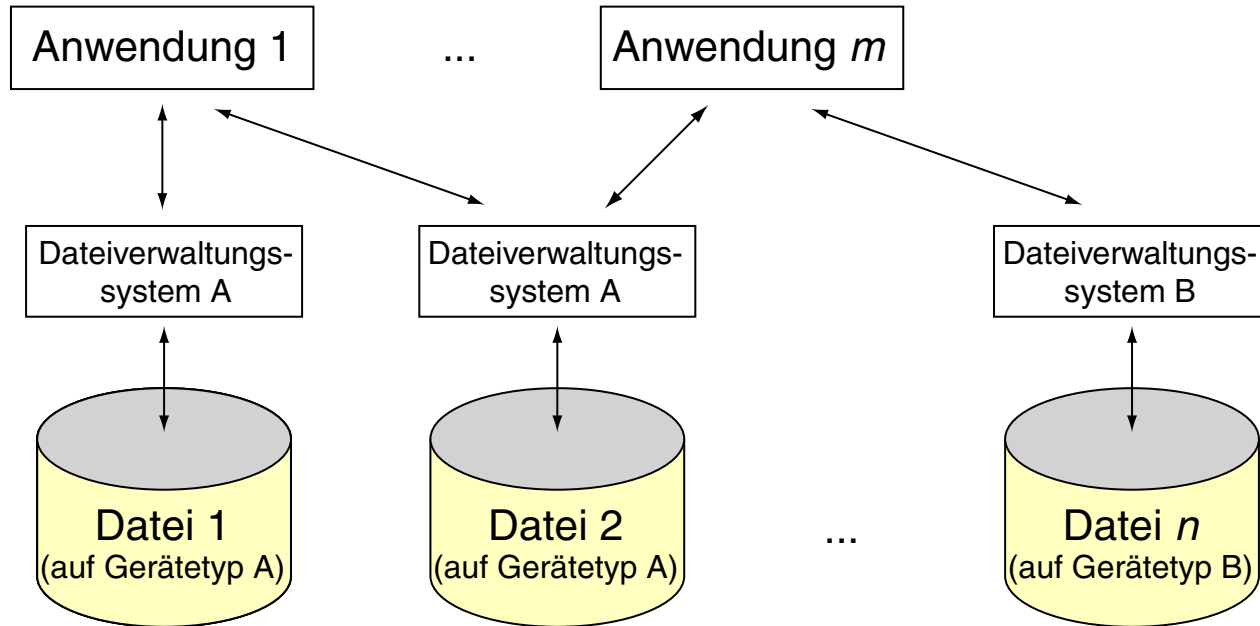 Anwendung 1
...
Anwendung m
Dateiverwaltungs-
system A
Dateiverwaltungs-
system A
Dateiverwaltungs-
system B
Datei 1
(auf Gerätetyp A)
Datei 2
(auf Gerätetyp A)
...
Datei n
(auf Gerätetyp B)